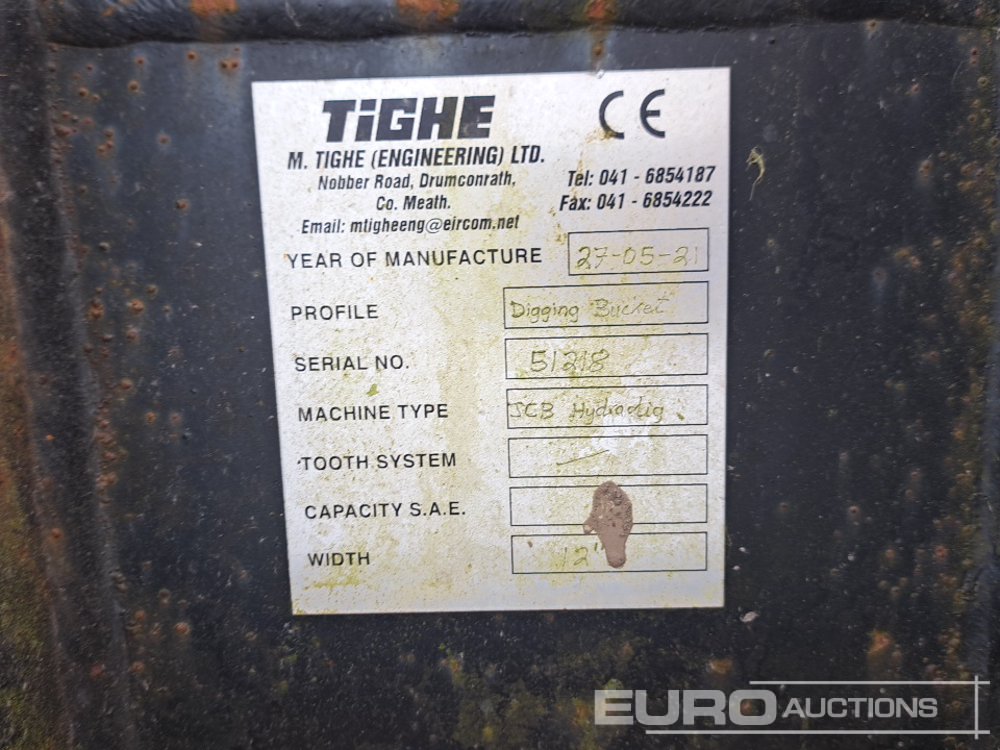 TiGHE CE
M. TIGHE (ENGINEERING) LTD.
Nobber Road, Drumconrath,
Co. Meath.
Email: mtigheeng@eircom.net
Tel: 041 - 6854187
Fax: 041 - 6854222
YEAR OF MANUFACTURE 27-05-21
PROFILE Digging Bucket
SERIAL NO. 51218
MACHINE TYPE JCB Hydradig
TOOTH SYSTEM —
CAPACITY S.A.E.
WIDTH 12"
EURO AUCTIONS